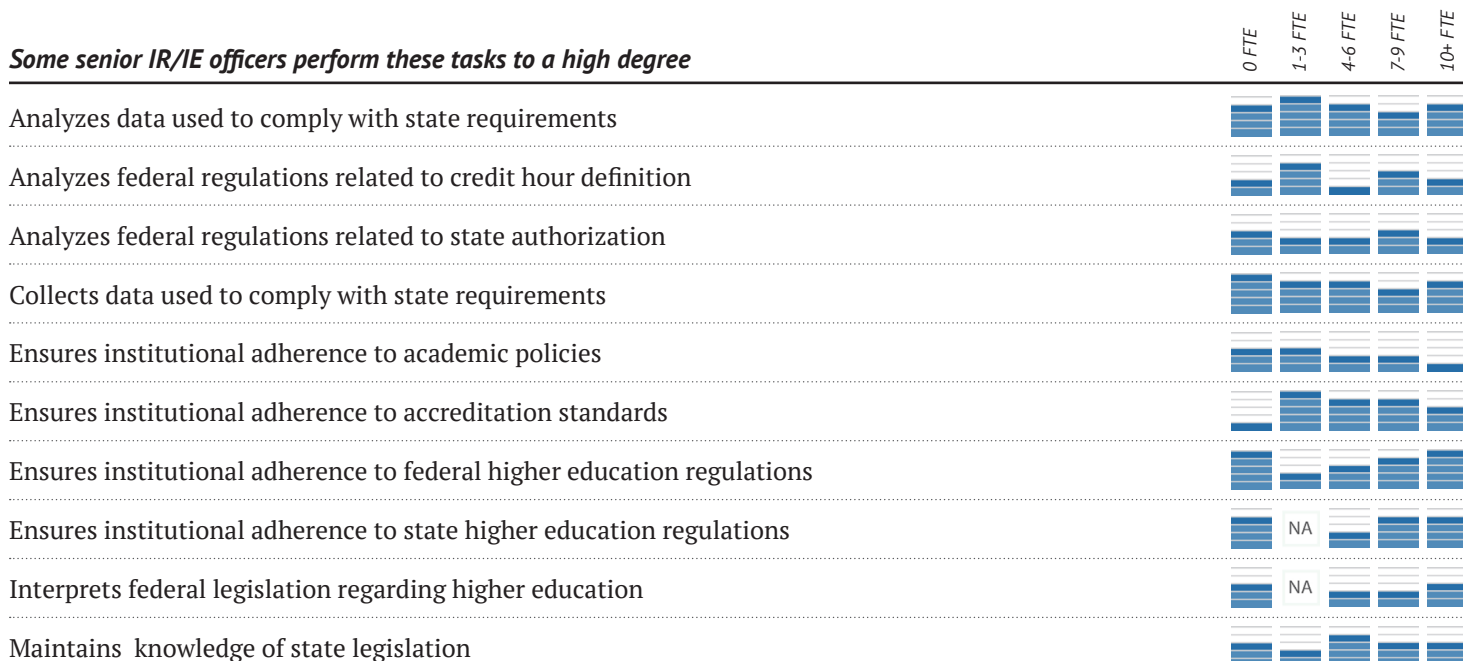 Some senior IR/IE officers perform these tasks to a high degree
0 FTE
1-3 FTE
4-6 FTE
7-9 FTE
10+ FTE
Analyzes data used to comply with state requirements
Analyzes federal regulations related to credit hour definition
Analyzes federal regulations related to state authorization
Collects data used to comply with state requirements
Ensures institutional adherence to academic policies
Ensures institutional adherence to accreditation standards
Ensures institutional adherence to federal higher education regulations
Ensures institutional adherence to state higher education regulations
NA
Interprets federal legislation regarding higher education
NA
Maintains knowledge of state legislation